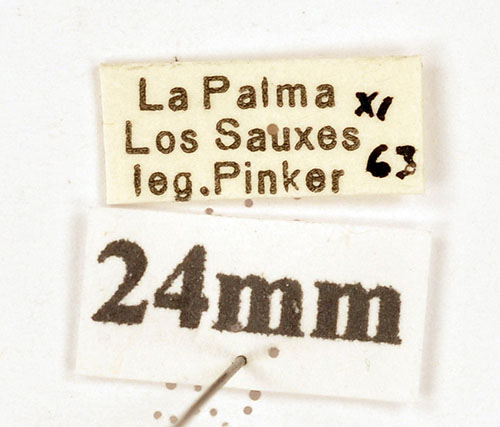 La Palma XI
Los Sauxes
leg.Pinker 63
24mm